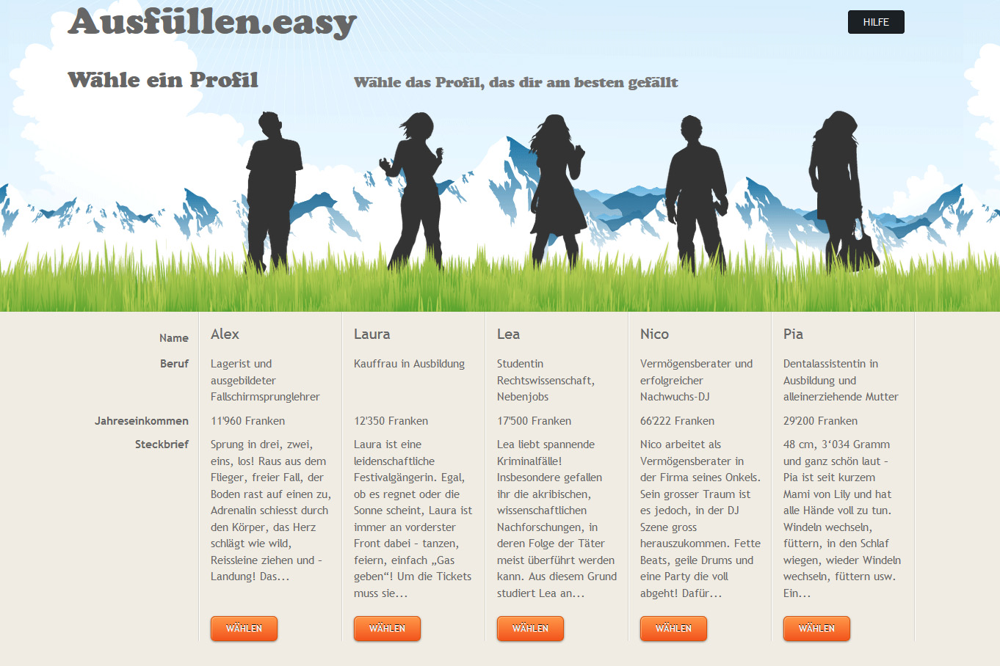 Ausfüllen.easy
HILFE
Wähle ein Profil
Wähle das Profil, das dir am besten gefällt
Name
Alex
Laura
Lea
Nico
Pia
Beruf
Lagerist und
ausgebildeter
Fallschirmsprunglehrer
Kauffrau in Ausbildung
Studentin
Rechtswissenschaft,
Nebenjobs
Vermögensberater und
erfolgreicher
Nachwuchs-DJ
Dentalassistentin in
Ausbildung und
alleinerziehende Mutter
Jahreseinkommen
11'960 Franken
12'350 Franken
17'500 Franken
66'222 Franken
29'200 Franken
Steckbrief
Sprung in drei, zwei,
eins, los! Raus aus dem
Flieger, freier Fall, der
Boden rast auf einen zu,
Adrenalin schiesst durch
den Körper, das Herz
schlägt wie wild,
Reissleine ziehen und –
Landung! Das...
Laura ist eine
leidenschaftliche
Festivalgängerin. Egal,
ob es regnet oder die
Sonne scheint, Laura ist
immer an vorderster
Front dabei – tanzen,
feiern, einfach „Gas
geben“! Um die Tickets
muss sie...
Lea liebt spannende
Kriminalfälle!
Insbesondere gefallen
ihr die akribischen,
wissenschaftlichen
Nachforschungen, in
deren Folge der Täter
meist überführt werden
kann. Aus diesem Grund
studiert Lea an...
Nico arbeitet als
Vermögensberater in
der Firma seines Onkels.
Sein grosser Traum ist
es jedoch, in der DJ
Szene gross
herauszukommen. Fette
Beats, geile Drums und
eine Party die voll
abgeht! Dafür...
48 cm, 3‘034 Gramm
und ganz schön laut –
Pia ist seit kurzem
Mami von Lily und hat
alle Hände voll zu tun.
Windeln wechseln,
füttern, in den Schlaf
wiegen, wieder Windeln
wechseln, füttern usw.
Ein...
WÄHLEN
WÄHLEN
WÄHLEN
WÄHLEN
WÄHLEN